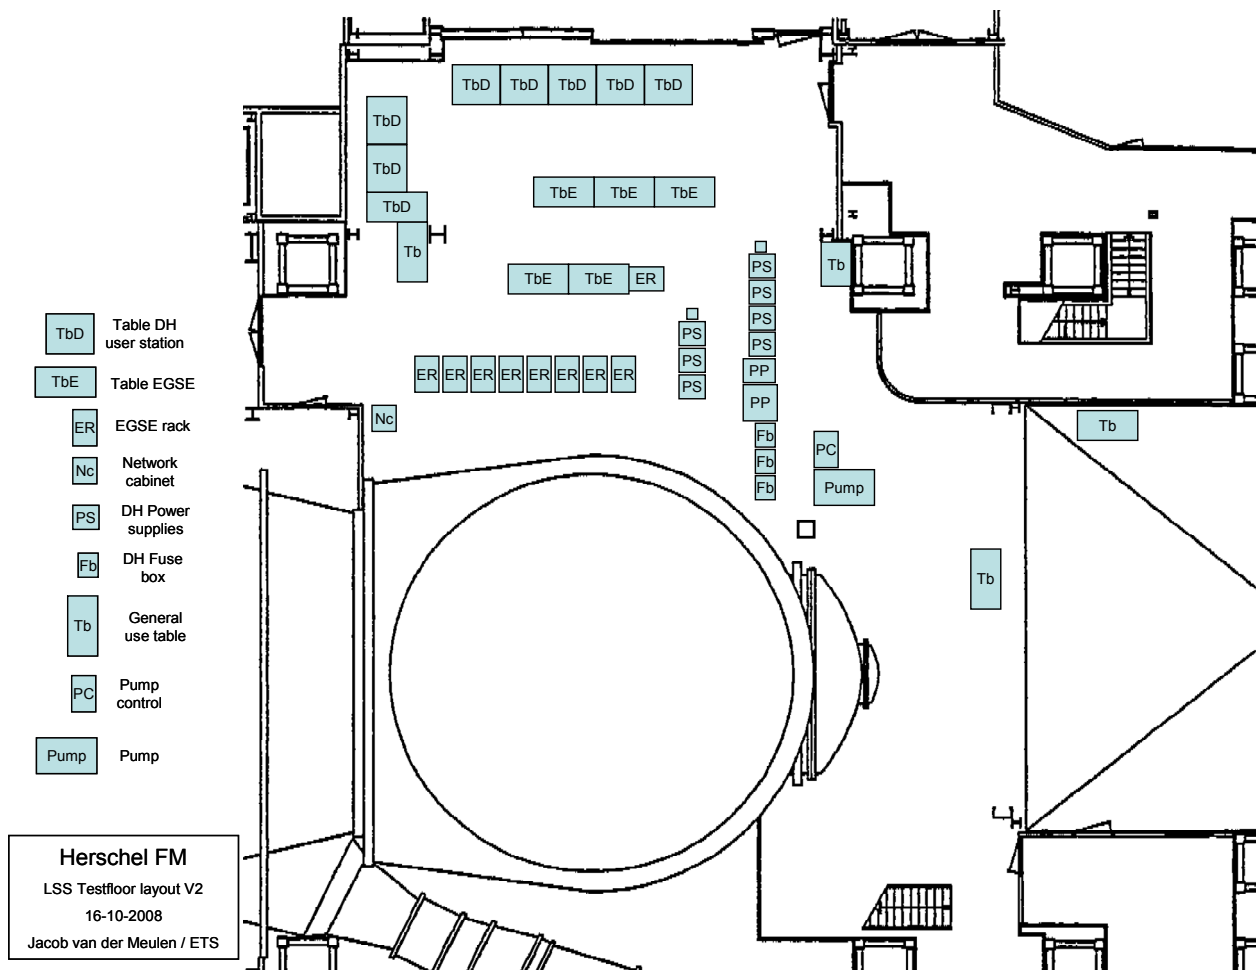 TbD TbD TbD TbD TbD
TbD
TbD
TbD
Tb
TbE TbE TbE
TbE TbE ER
Tb
PS
PS
PS
PS
PP
PP
Fb
Fb
Fb
PS
PS
PS
ER ER ER ER ER ER ER ER
Nc
PC
Pump
Tb
Tb
TbD Table DH
user station
TbE Table EGSE
ER EGSE rack
Nc Network
cabinet
PS DH Power
supplies
Fb DH Fuse
box
Tb General
use table
PC Pump
control
Pump Pump
Herschel FM
LSS Testfloor layout V2
16-10-2008
Jacob van der Meulen / ETS